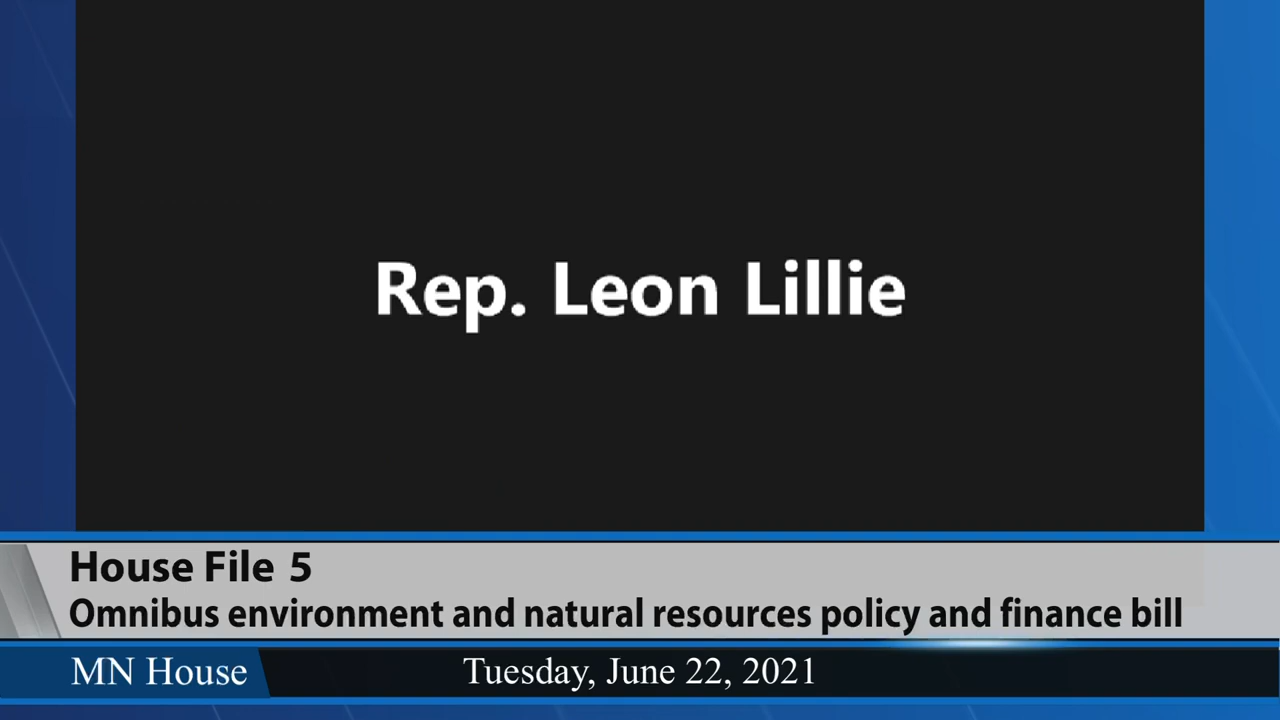 Rep. Leon Lillie
House File 5
Omnibus environment and natural resources policy and finance bill
MN House
Tuesday, June 22, 2021